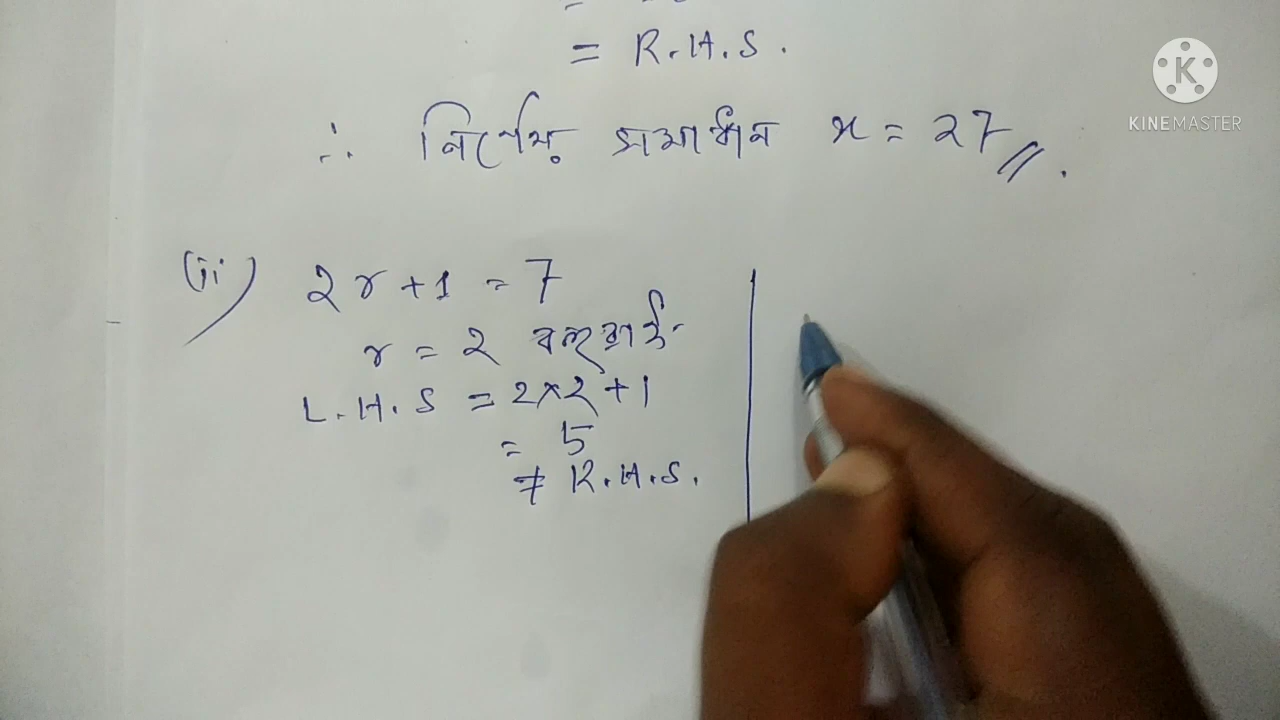 = R.H.S.
∴ নিৰ্ণেয় সমাধান x = 27 //.
(ii) 2r + 1 = 7
r = 2 বহুৱাই-
L.H.S = 2×2+1
= 5
≠ R.H.S.
KINEMASTER